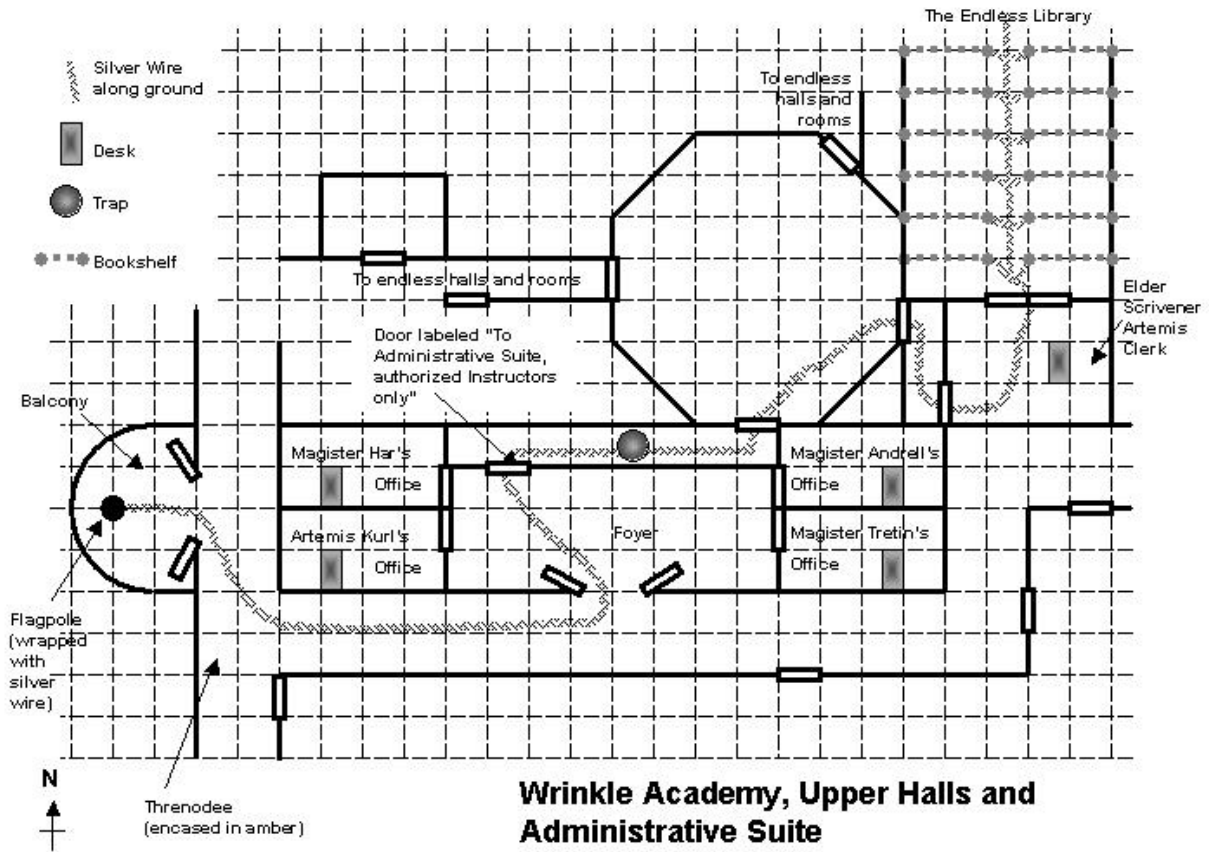 The Endless Library
Silver Wire
along ground
To endless
halls and
rooms
Desk
Trap
Bookshelf
To endless halls and rooms
Elder
Scrivener
Artemis
Clerk
Door labeled "To
Administrative Suite,
authorized Instructors
only"
Balcony
Magister Har's
Office
Magister Andrell's
Office
Artemis Kurl's
Office
Foyer
Magister Tretin's
Office
Flagpole
(wrapped
with
silver
wire)
N
Threnodee
(encased in amber)
Wrinkle Academy, Upper Halls and
Administrative Suite